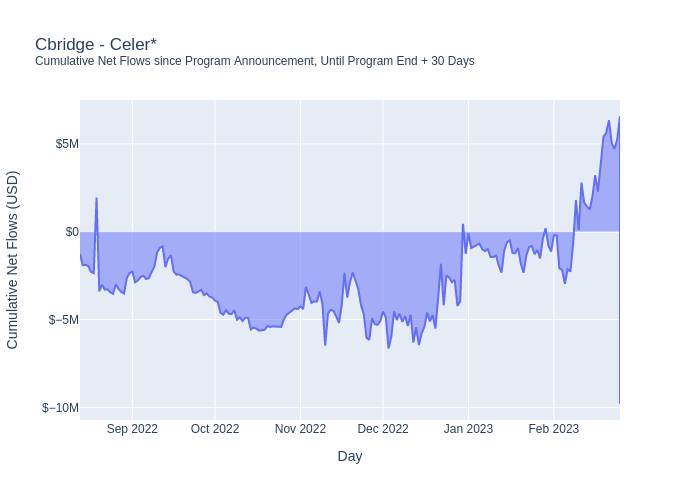 Cbridge - Celer*
Cumulative Net Flows since Program Announcement, Until Program End + 30 Days
Cumulative Net Flows (USD)
$5M
$0
$−5M
$−10M
Sep 2022
Oct 2022
Nov 2022
Dec 2022
Jan 2023
Feb 2023
Day